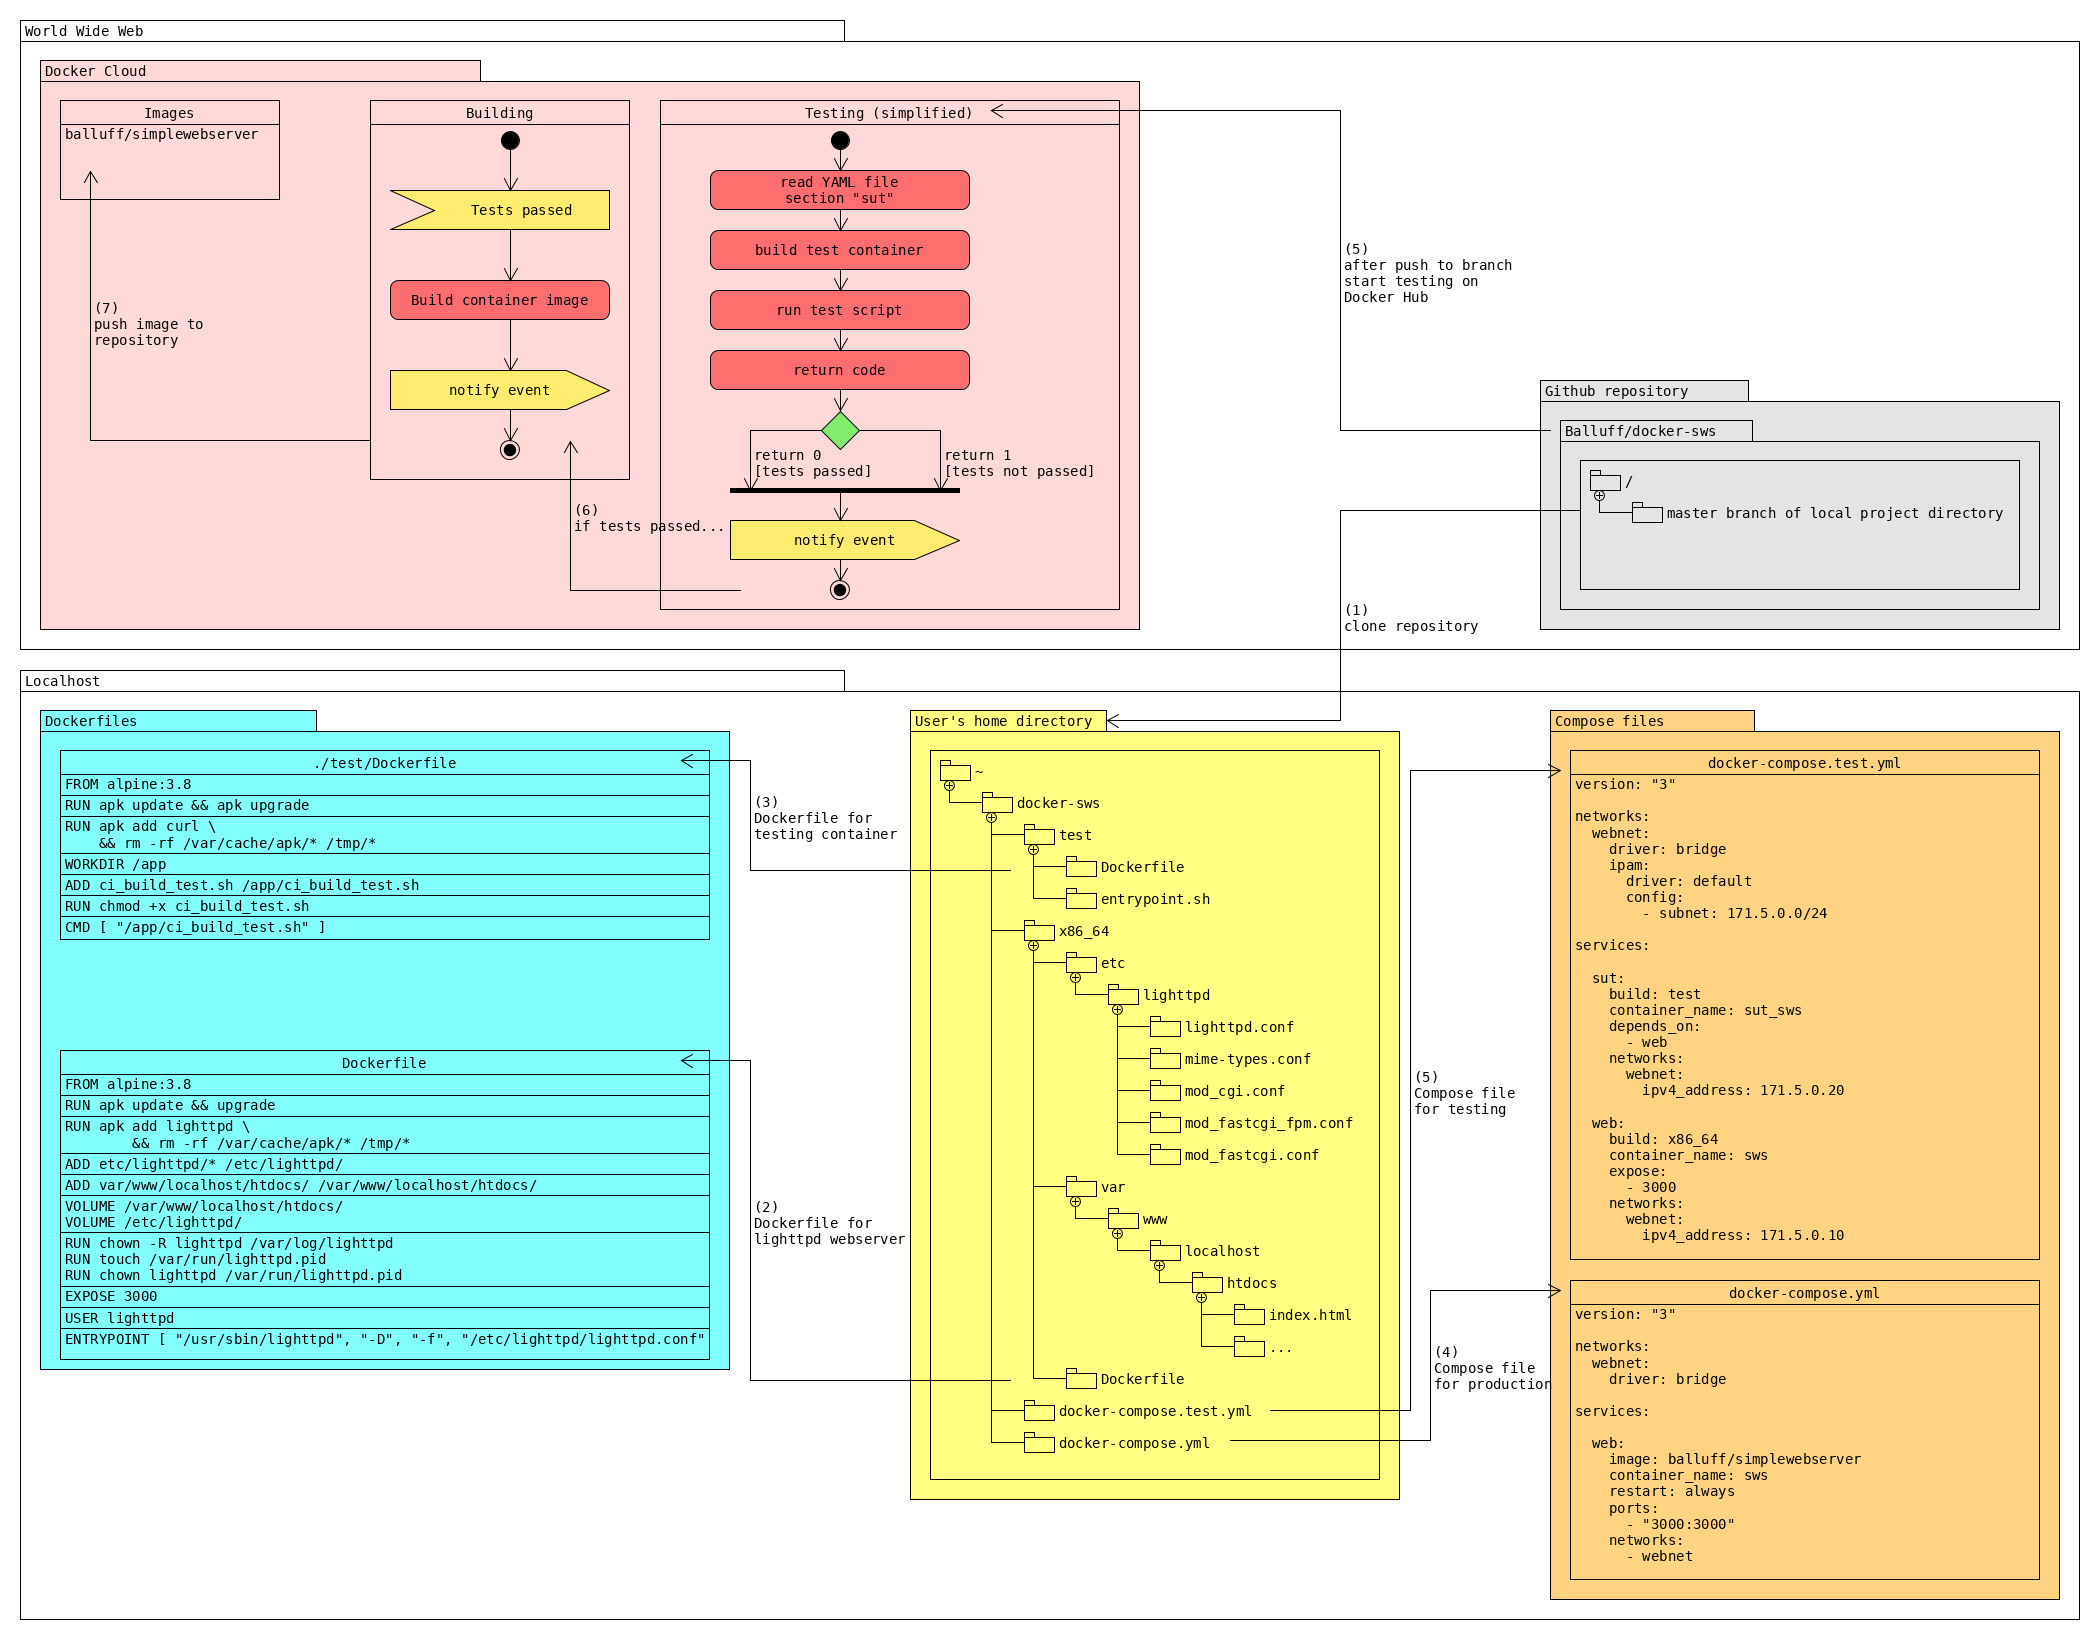 World Wide Web
Docker Cloud
Images
balluff/simplewebserver
(7)
push image to
repository
Building
Tests passed
Build container image
notify event
(6)
if tests passed...
Testing (simplified)
read YAML file
section "sut"
build test container
run test script
return code
return 0
[tests passed]
return 1
[tests not passed]
notify event
(5)
after push to branch
start testing on
Docker Hub
Github repository
Balluff/docker-sws
/
master branch of local project directory
(1)
clone repository
Localhost
Dockerfiles
./test/Dockerfile
FROM alpine:3.8
RUN apk update && apk upgrade
RUN apk add curl \
    && rm -rf /var/cache/apk/* /tmp/*
WORKDIR /app
ADD ci_build_test.sh /app/ci_build_test.sh
RUN chmod +x ci_build_test.sh
CMD [ "/app/ci_build_test.sh" ]
Dockerfile
FROM alpine:3.8
RUN apk update && upgrade
RUN apk add lighttpd \
        && rm -rf /var/cache/apk/* /tmp/*
ADD etc/lighttpd/* /etc/lighttpd/
ADD var/www/localhost/htdocs/ /var/www/localhost/htdocs/
VOLUME /var/www/localhost/htdocs/
VOLUME /etc/lighttpd/
RUN chown -R lighttpd /var/log/lighttpd
RUN touch /var/run/lighttpd.pid
RUN chown lighttpd /var/run/lighttpd.pid
EXPOSE 3000
USER lighttpd
ENTRYPOINT [ "/usr/sbin/lighttpd", "-D", "-f", "/etc/lighttpd/lighttpd.conf"
(3)
Dockerfile for
testing container
(2)
Dockerfile for
lighttpd webserver
User's home directory
~
docker-sws
test
Dockerfile
entrypoint.sh
x86_64
etc
lighttpd
lighttpd.conf
mime-types.conf
mod_cgi.conf
mod_fastcgi_fpm.conf
mod_fastcgi.conf
var
www
localhost
htdocs
index.html
...
Dockerfile
docker-compose.test.yml
docker-compose.yml
(5)
Compose file
for testing
(4)
Compose file
for production
Compose files
docker-compose.test.yml
version: "3"
networks:
  webnet:
    driver: bridge
    ipam:
      driver: default
      config:
        - subnet: 171.5.0.0/24
services:
  sut:
    build: test
    container_name: sut_sws
    depends_on:
      - web
    networks:
      webnet:
        ipv4_address: 171.5.0.20
  web:
    build: x86_64
    container_name: sws
    expose:
      - 3000
    networks:
      webnet:
        ipv4_address: 171.5.0.10
docker-compose.yml
version: "3"
networks:
  webnet:
    driver: bridge
services:
  web:
    image: balluff/simplewebserver
    container_name: sws
    restart: always
    ports:
      - "3000:3000"
    networks:
      - webnet